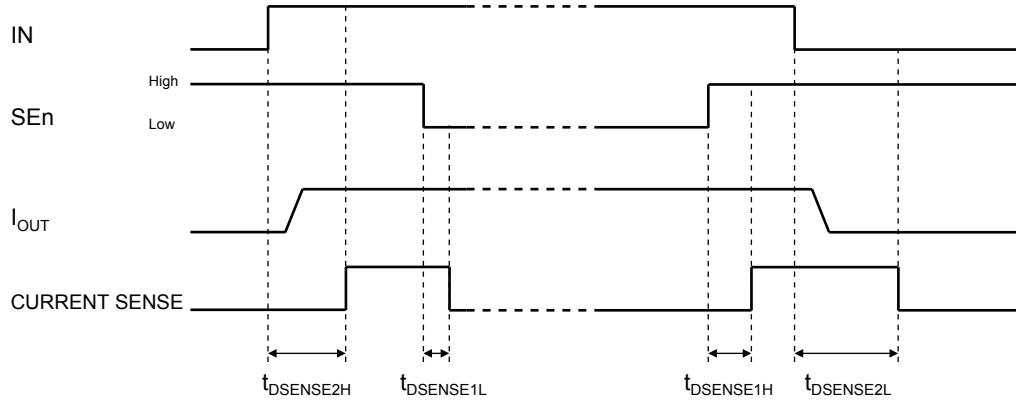 IN
High
SEn
Low
IOUT
CURRENT SENSE
tDSENSE2H
tDSENSE1L
tDSENSE1H
tDSENSE2L